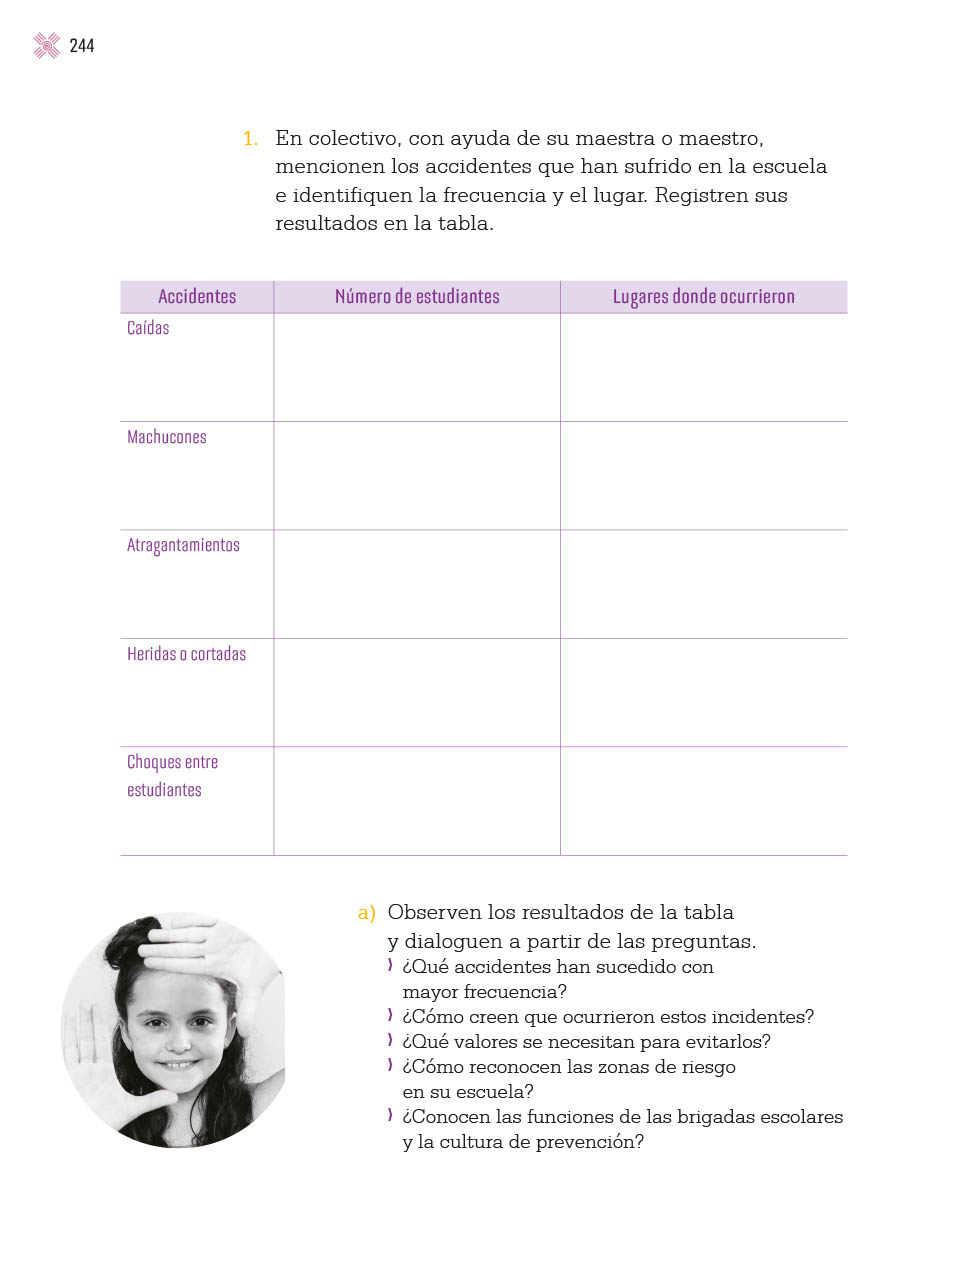 244
1. En colectivo, con ayuda de su maestra o maestro,
mencionen los accidentes que han sufrido en la escuela
e identifiquen la frecuencia y el lugar. Registren sus
resultados en la tabla.
Accidentes Número de estudiantes Lugares donde ocurrieron
Caídas
Machucones
Atragantamientos
Heridas o cortadas
Choques entre
estudiantes
a) Observen los resultados de la tabla
y dialoguen a partir de las preguntas.
⟩ ¿Qué accidentes han sucedido con
mayor frecuencia?
⟩ ¿Cómo creen que ocurrieron estos incidentes?
⟩ ¿Qué valores se necesitan para evitarlos?
⟩ ¿Cómo reconocen las zonas de riesgo
en su escuela?
⟩ ¿Conocen las funciones de las brigadas escolares
y la cultura de prevención?